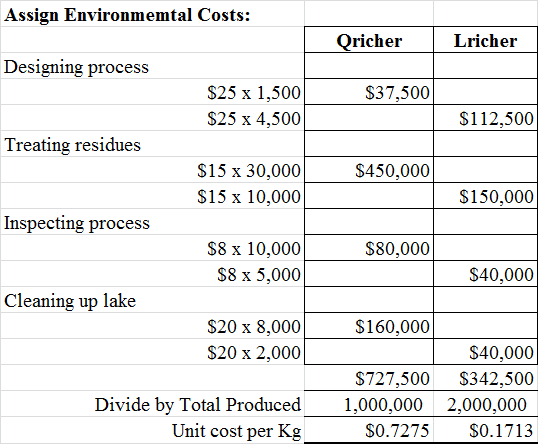 Assign Environmemtal Costs:
Qricher Lricher
Designing process
$25 x 1,500 $37,500
$25 x 4,500 $112,500
Treating residues
$15 x 30,000 $450,000
$15 x 10,000 $150,000
Inspecting process
$8 x 10,000 $80,000
$8 x 5,000 $40,000
Cleaning up lake
$20 x 8,000 $160,000
$20 x 2,000 $40,000
$727,500 $342,500
Divide by Total Produced 1,000,000 2,000,000
Unit cost per Kg $0.7275 $0.1713